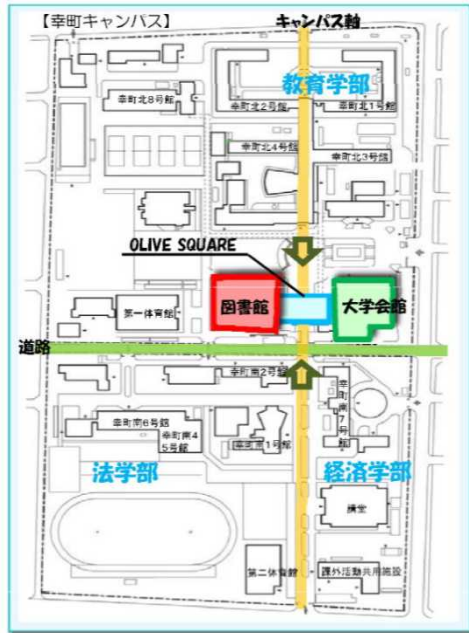 【幸町キャンパス】
キャンパス軸
教育学部
幸町北8号館
幸町北2号館
幸町北1号館
幸町北4号館
幸町北3号館
OLIVE SQUARE
図書館
大学会館
第一体育館
道路
幸町南2号館
幸町南7号館
幸町南6号館
幸町南4
5号館
幸町南1号館
法学部
経済学部
講堂
第二体育館
課外活動共用施設